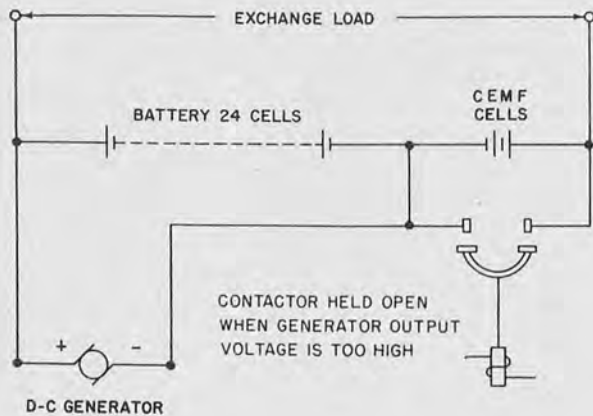 EXCHANGE LOAD
BATTERY 24 CELLS
CEMF
CELLS
CONTACTOR HELD OPEN
WHEN GENERATOR OUTPUT
VOLTAGE IS TOO HIGH
+ -
D-C GENERATOR